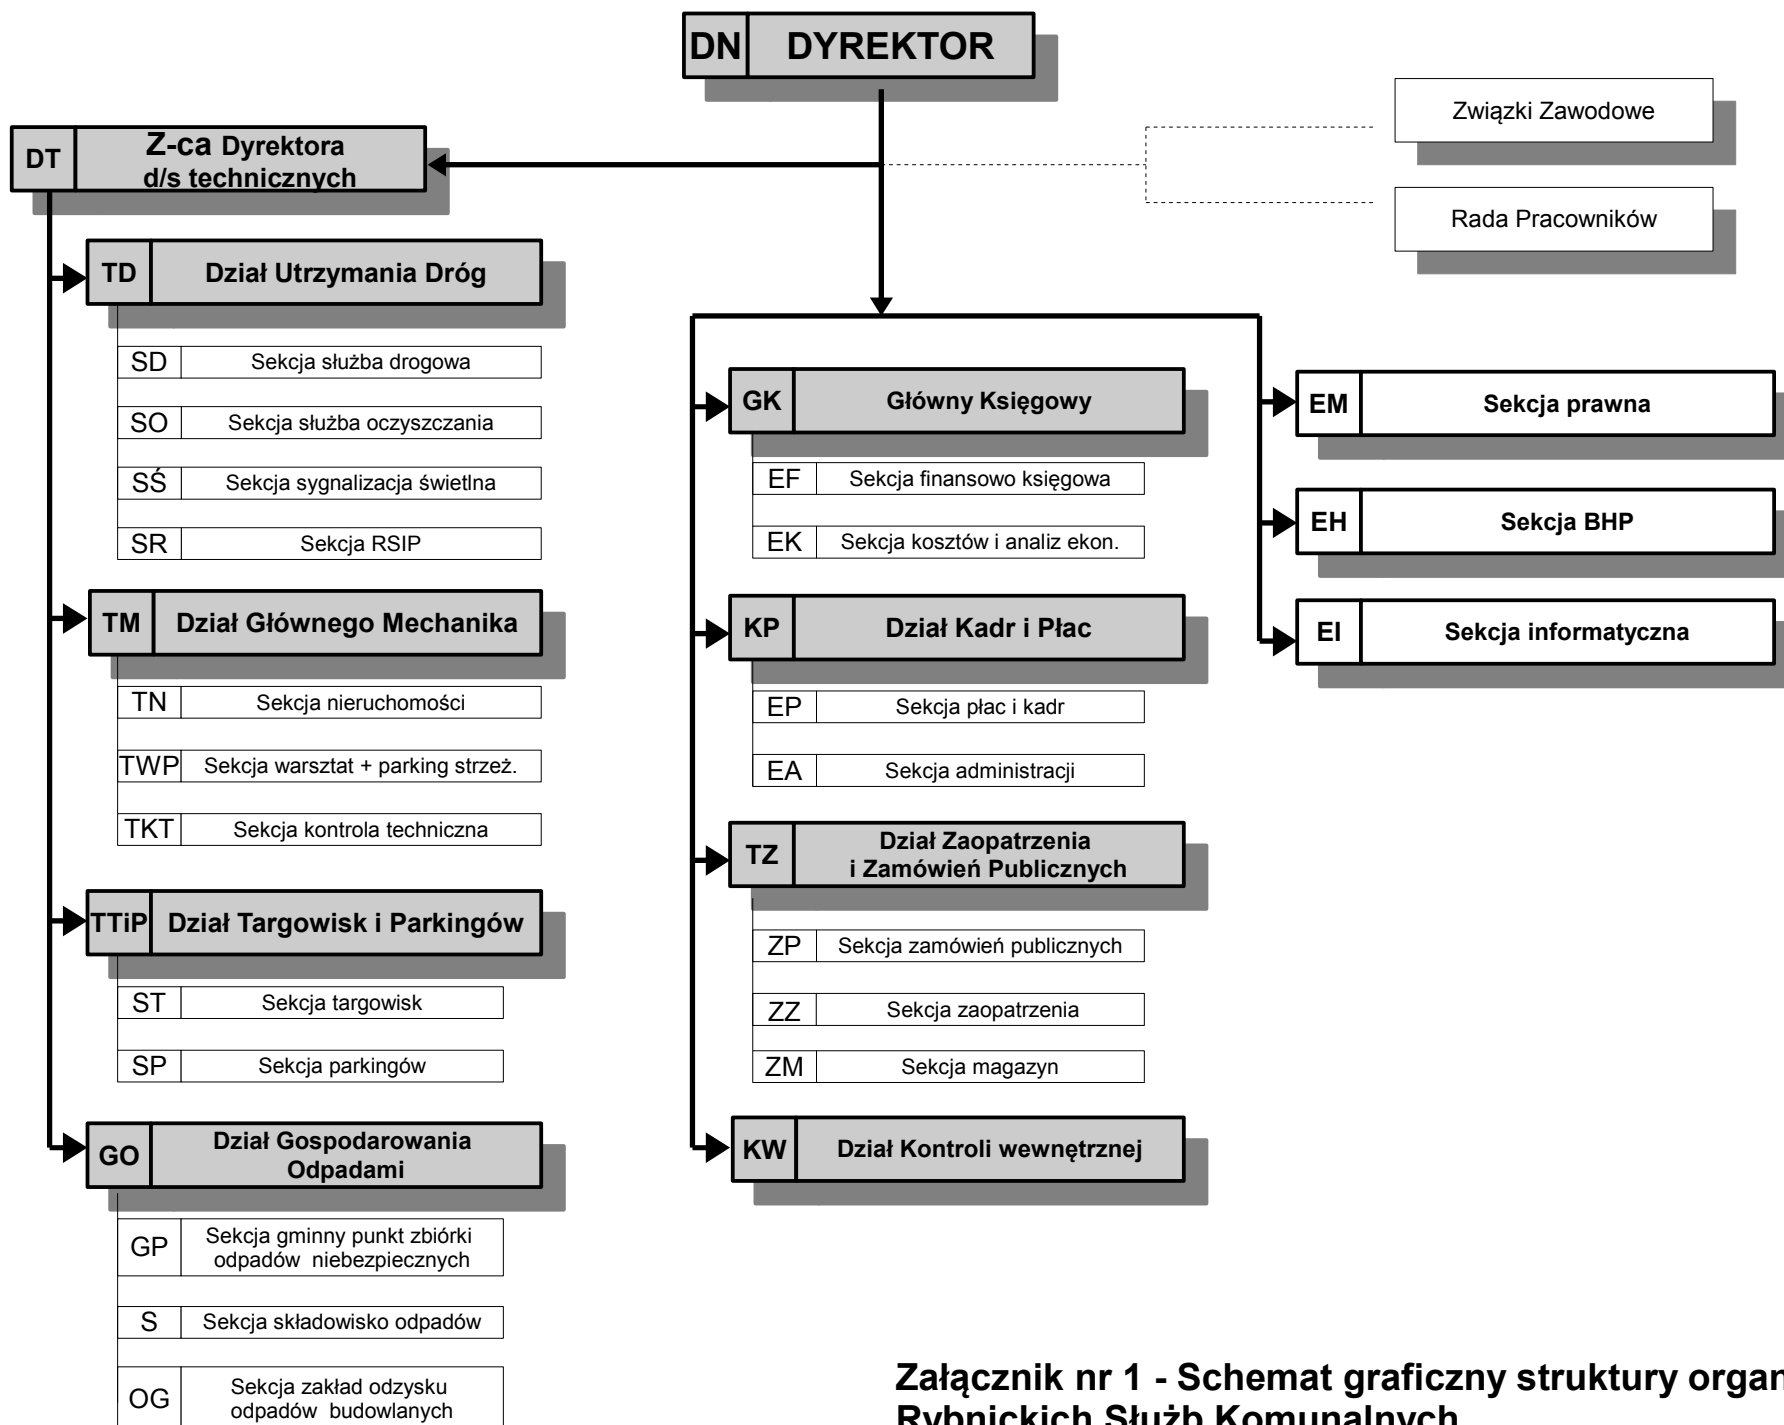 DN DYREKTOR
Związki Zawodowe
DT Z-ca Dyrektora
d/s technicznych
Rada Pracowników
TD Dział Utrzymania Dróg
SD Sekcja służba drogowa
SO Sekcja służba oczyszczania
SŚ Sekcja sygnalizacja świetlna
SR Sekcja RSIP
TM Dział Głównego Mechanika
TN Sekcja nieruchomości
TWP Sekcja warsztat + parking strzeż.
TKT Sekcja kontrola techniczna
TTiP Dział Targowisk i Parkingów
ST Sekcja targowisk
SP Sekcja parkingów
GO Dział Gospodarowania
Odpadami
GP Sekcja gminny punkt zbiórki
odpadów niebezpiecznych
S Sekcja składowisko odpadów
OG Sekcja zakład odzysku
odpadów budowlanych
GK Główny Księgowy
EF Sekcja finansowo księgowa
EK Sekcja kosztów i analiz ekon.
KP Dział Kadr i Płac
EP Sekcja płac i kadr
EA Sekcja administracji
TZ Dział Zaopatrzenia
i Zamówień Publicznych
ZP Sekcja zamówień publicznych
ZZ Sekcja zaopatrzenia
ZM Sekcja magazyn
KW Dział Kontroli wewnętrznej
EM Sekcja prawna
EH Sekcja BHP
EI Sekcja informatyczna
Załącznik nr 1 - Schemat graficzny struktury organ
Rybnickich Służb Komunalnych